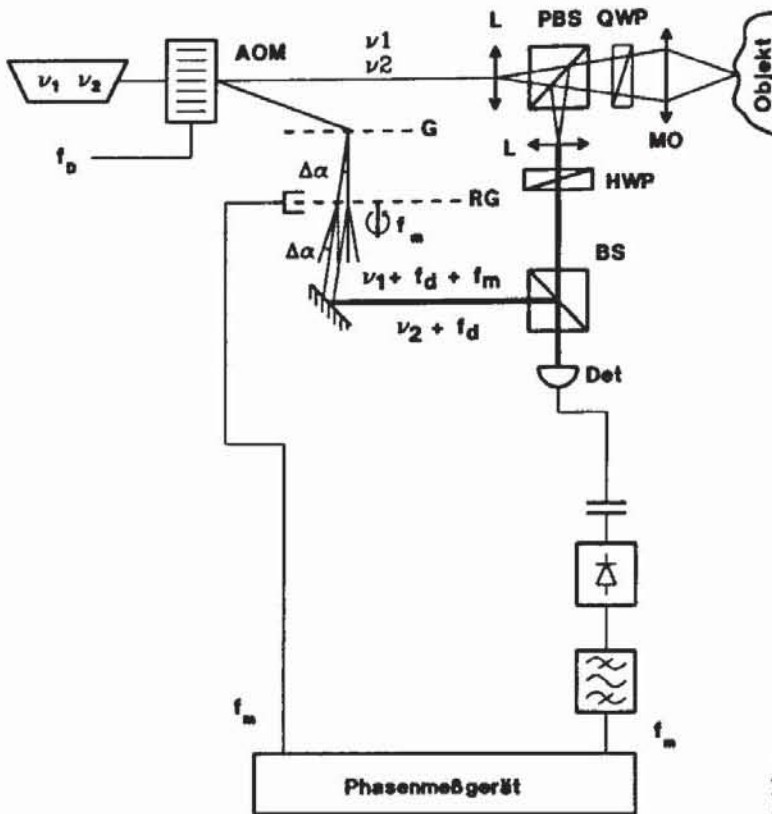 L PBS QWP
AOM ν1
ν2
ν₁ ν₂
Objekt
f_D
G
MO
L
HWP
Δα
RG
f_m
Δα
BS
ν₁ + f_d + f_m
ν₂ + f_d
Det
f_m
f_m
Phasenmeßgerät